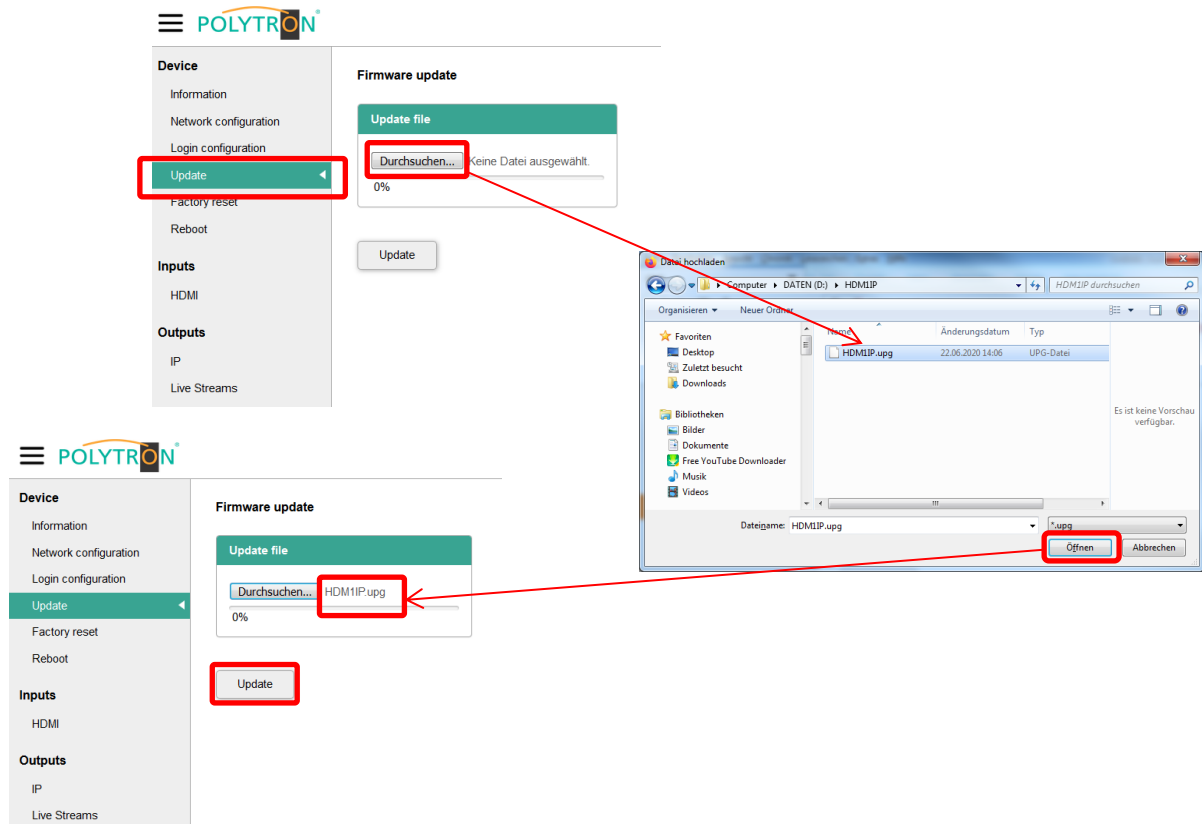 POLYTRON
Device
Information
Network configuration
Login configuration
Update
Factory reset
Reboot
Inputs
HDMI
Outputs
IP
Live Streams
Firmware update
Update file
Durchsuchen... Keine Datei ausgewählt.
0%
Update
Datei hochladen
Computer DATEN (D:) HDM1IP
HDM1IP durchsuchen
Organisieren Neuer Ordner
Favoriten
Desktop
Zuletzt besucht
Downloads
Bibliotheken
Bilder
Dokumente
Free YouTube Downloader
Musik
Videos
Name Änderungsdatum Typ
HDM1IP.upg 22.06.2020 14:06 UPG-Datei
Es ist keine Vorschau
verfügbar.
Dateiname: HDM1IP.upg *.upg
Öffnen Abbrechen
POLYTRON
Device
Information
Network configuration
Login configuration
Update
Factory reset
Reboot
Inputs
HDMI
Outputs
IP
Live Streams
Firmware update
Update file
Durchsuchen... HDM1IP.upg
0%
Update